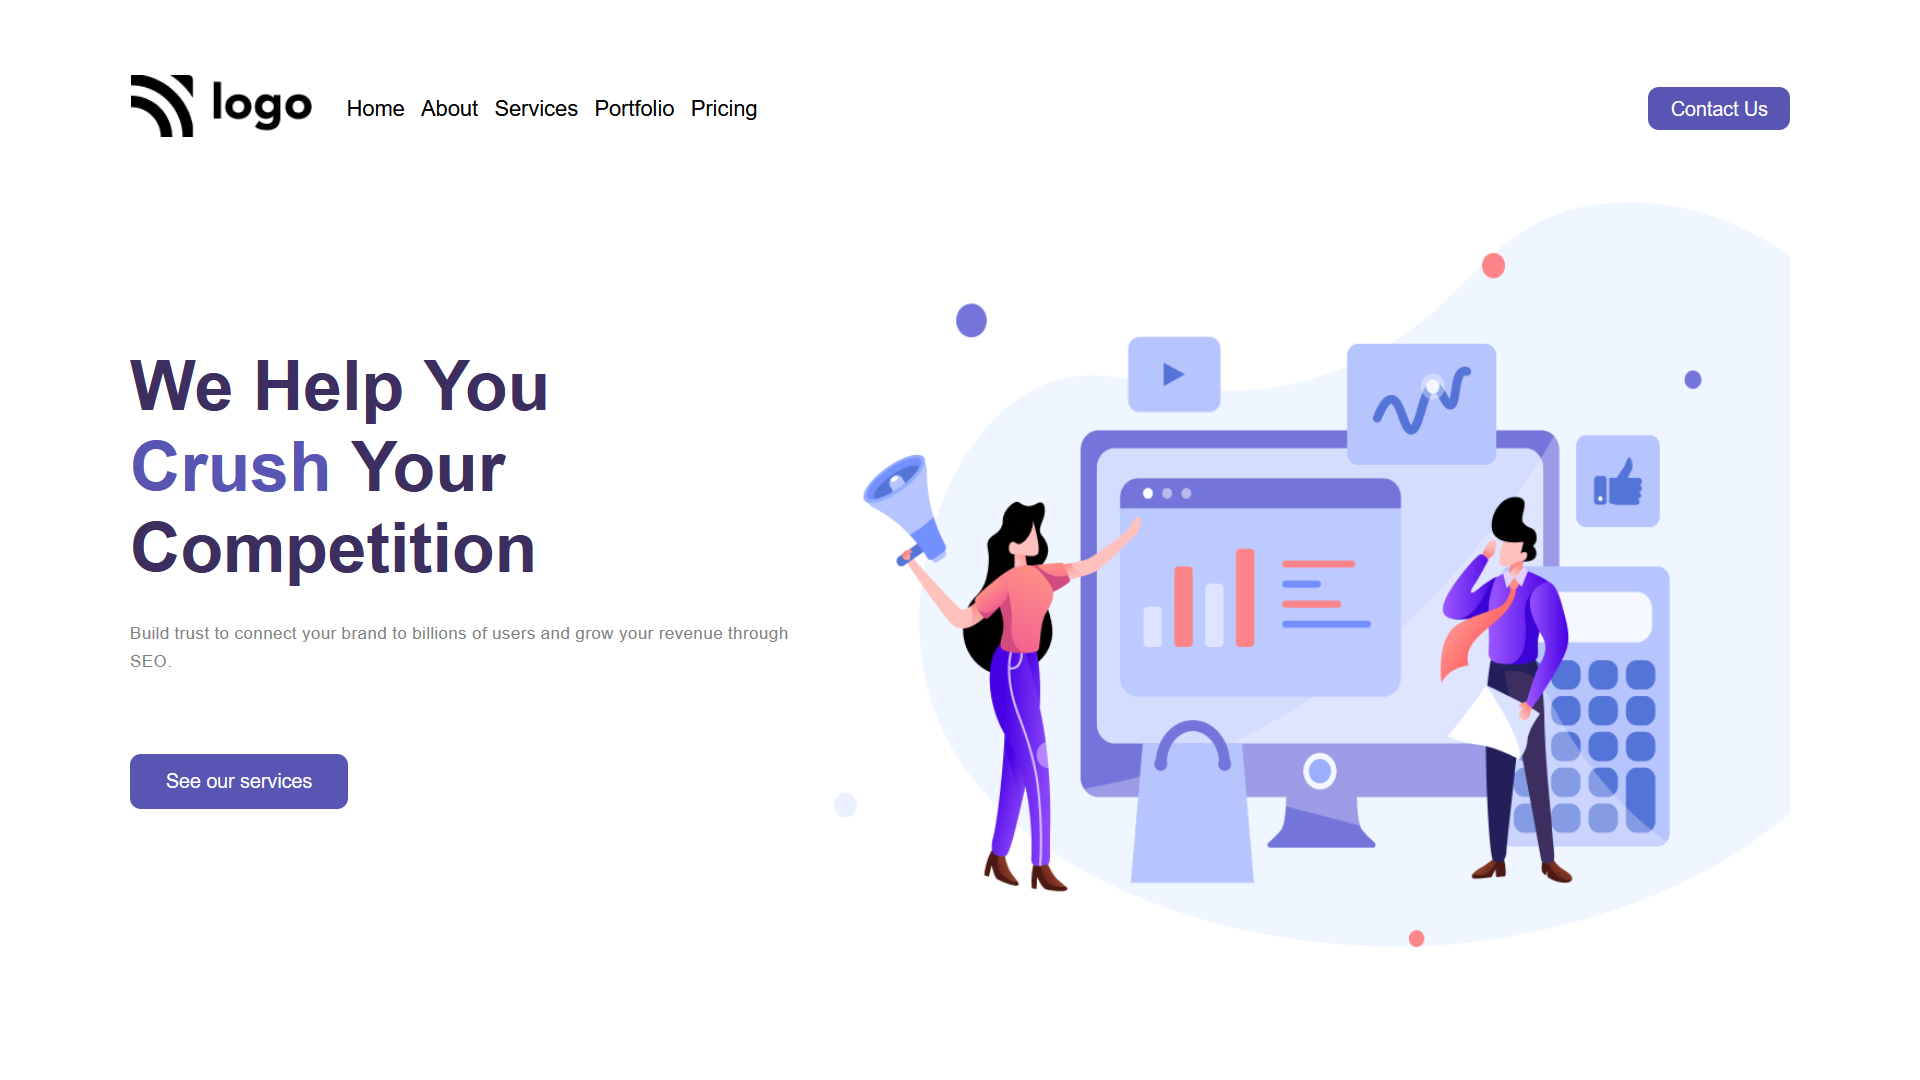 logo
Home About Services Portfolio Pricing
Contact Us
We Help You
Crush Your
Competition
Build trust to connect your brand to billions of users and grow your revenue through
SEO.
See our services